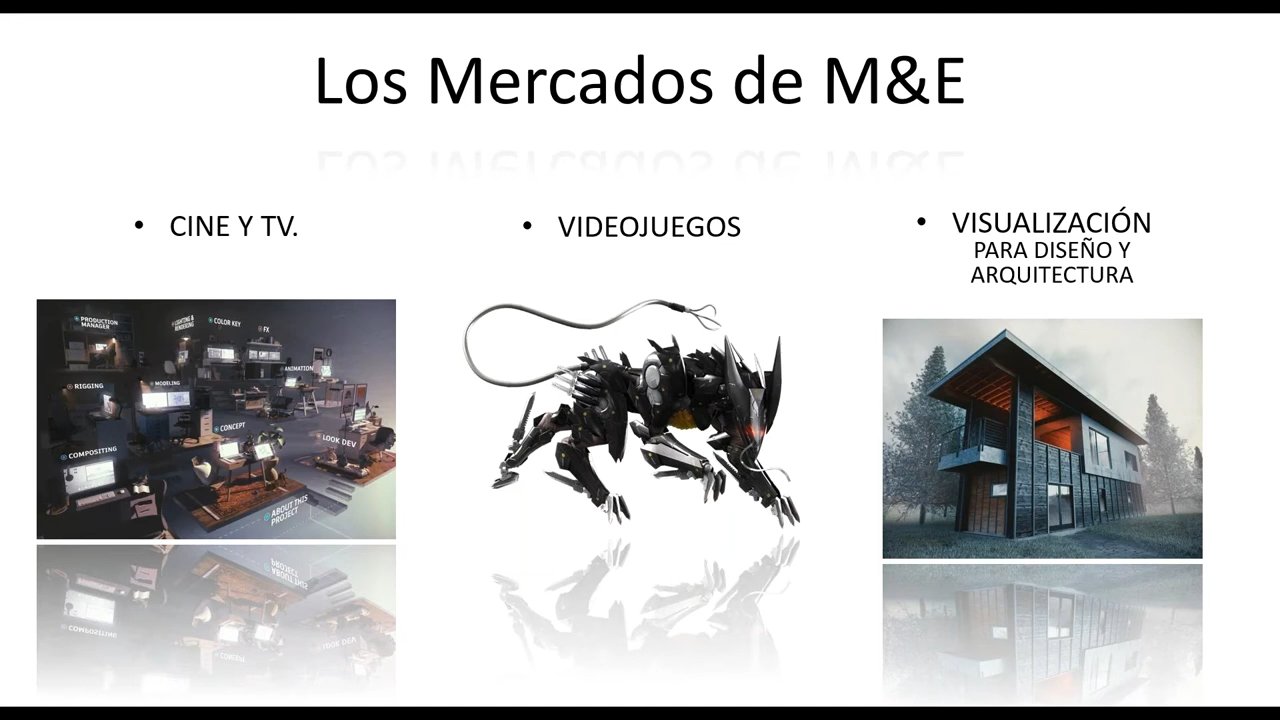 Los Mercados de M&E
• CINE Y TV.
• VIDEOJUEGOS
• VISUALIZACIÓN
PARA DISEÑO Y
ARQUITECTURA
PRODUCTION
MANAGER
LIGHTING &
RENDERING
COLOR KEY
FX
ANIMATION
RIGGING
MODELING
CONCEPT
LOOK DEV
COMPOSITING
ABOUT THIS
PROJECT